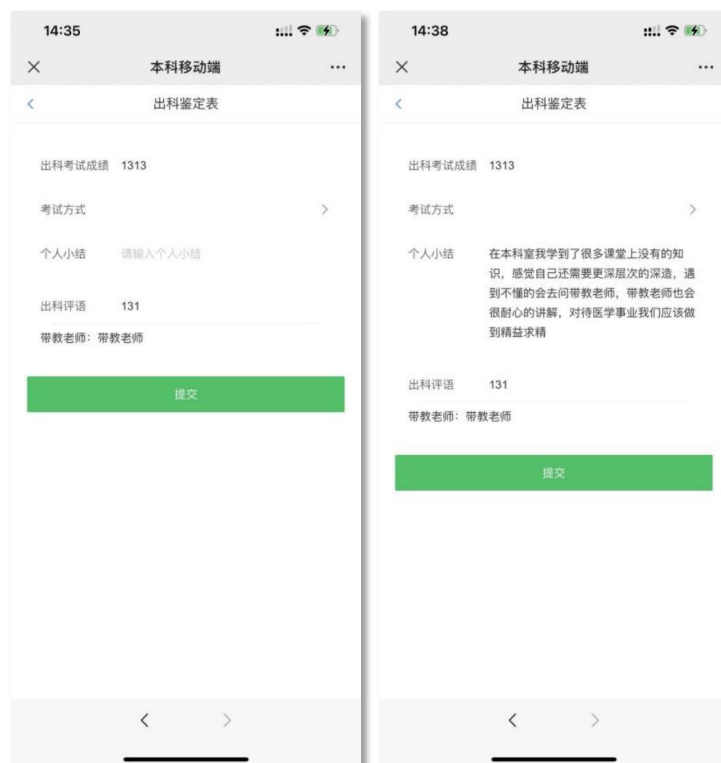 14:35
本科移动端
出科鉴定表
出科考试成绩 1313
考试方式
个人小结 请输入个人小结
出科评语 131
带教老师：带教老师
提交
14:38
本科移动端
出科鉴定表
出科考试成绩 1313
考试方式
个人小结 在本科室我学到了很多课堂上没有的知
识，感觉自己还需要更深层次的深造，遇
到不懂的会去问带教老师，带教老师也会
很耐心的讲解，对待医学事业我们应该做
到精益求精
出科评语 131
带教老师：带教老师
提交